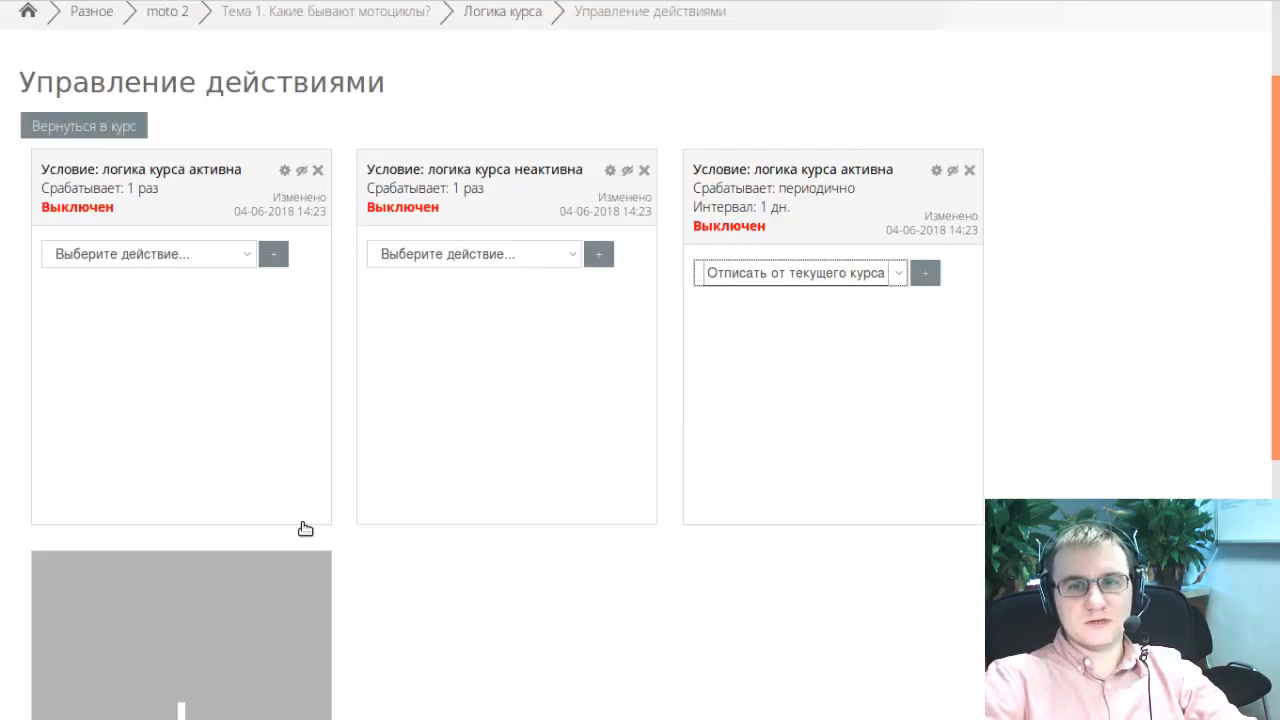 Разное moto 2 Тема 1. Какие бывают мотоциклы? Логика курса Управление действиями
Управление действиями
Вернуться в курс
Условие: логика курса активна
Срабатывает: 1 раз
Выключен
Изменено
04-06-2018 14:23
Выберите действие...
+
Условие: логика курса неактивна
Срабатывает: 1 раз
Выключен
Изменено
04-06-2018 14:23
Выберите действие...
+
Условие: логика курса активна
Срабатывает: периодично
Интервал: 1 дн.
Выключен
Изменено
04-06-2018 14:23
Отписать от текущего курса
+